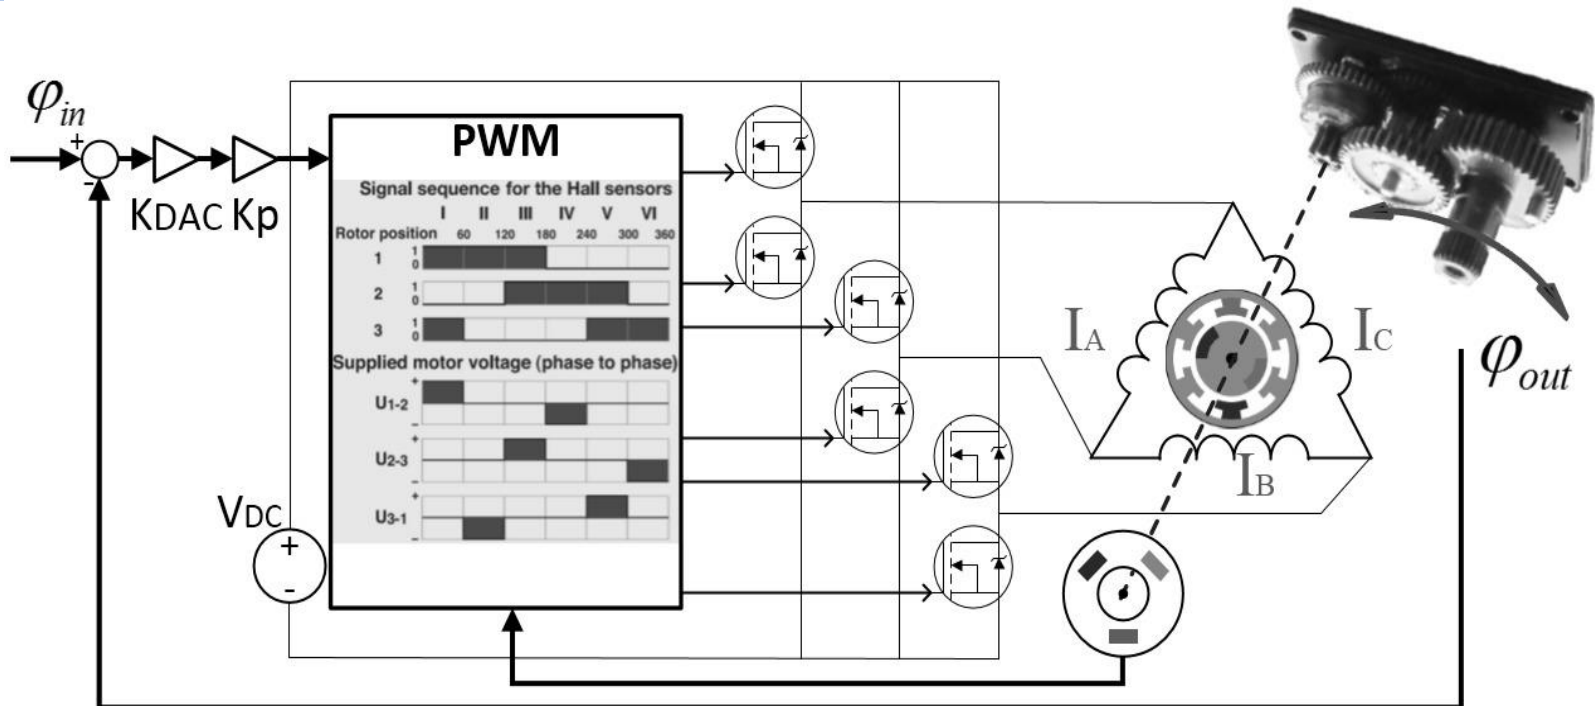 φin
+
-
KDAC Kp
PWM
Signal sequence for the Hall sensors
I II III IV V VI
Rotor position 60 120 180 240 300 360
1 1 0
2 1 0
3 1 0
Supplied motor voltage (phase to phase)
U1-2 + −
U2-3 + −
U3-1 + −
VDC
+
-
IA
IC
IB
φout